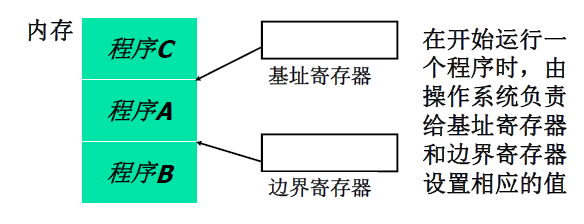 内存
程序C
程序A
程序B
基址寄存器
边界寄存器
在开始运行一
个程序时，由
操作系统负责
给基址寄存器
和边界寄存器
设置相应的值